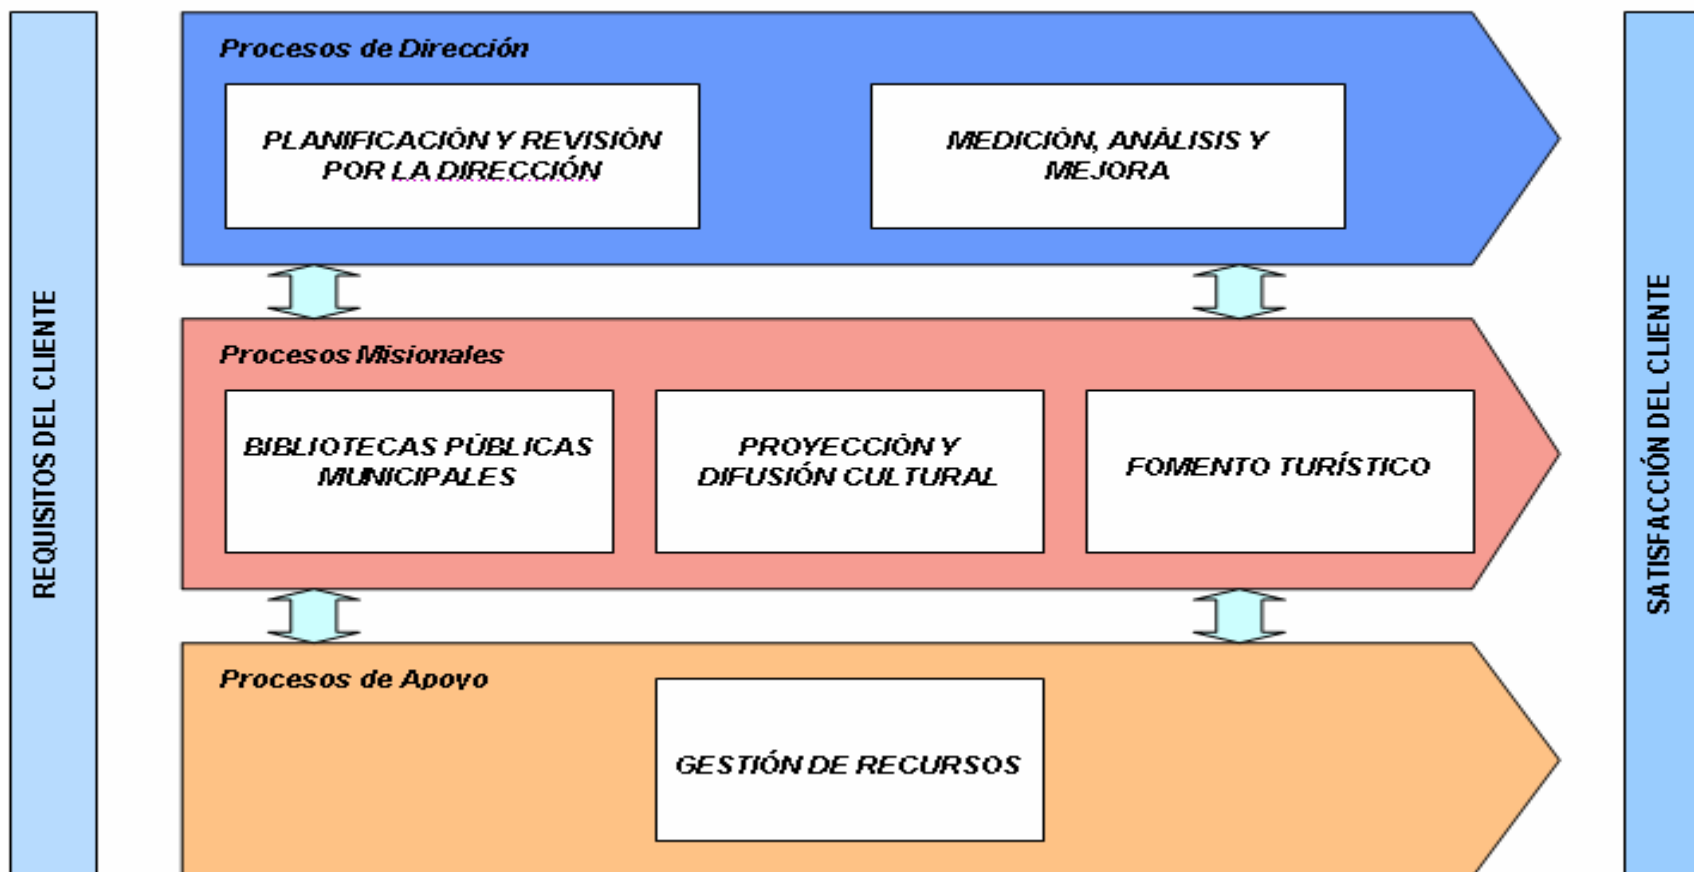 REQUISITOS DEL CLIENTE
Procesos de Dirección
PLANIFICACIÓN Y REVISIÓN
POR LA DIRECCIÓN
MEDICIÓN, ANÁLISIS Y
MEJORA
Procesos Misionales
BIBLIOTECAS PÚBLICAS
MUNICIPALES
PROYECCIÓN Y
DIFUSIÓN CULTURAL
FOMENTO TURÍSTICO
Procesos de Apoyo
GESTIÓN DE RECURSOS
SATISFACCIÓN DEL CLIENTE